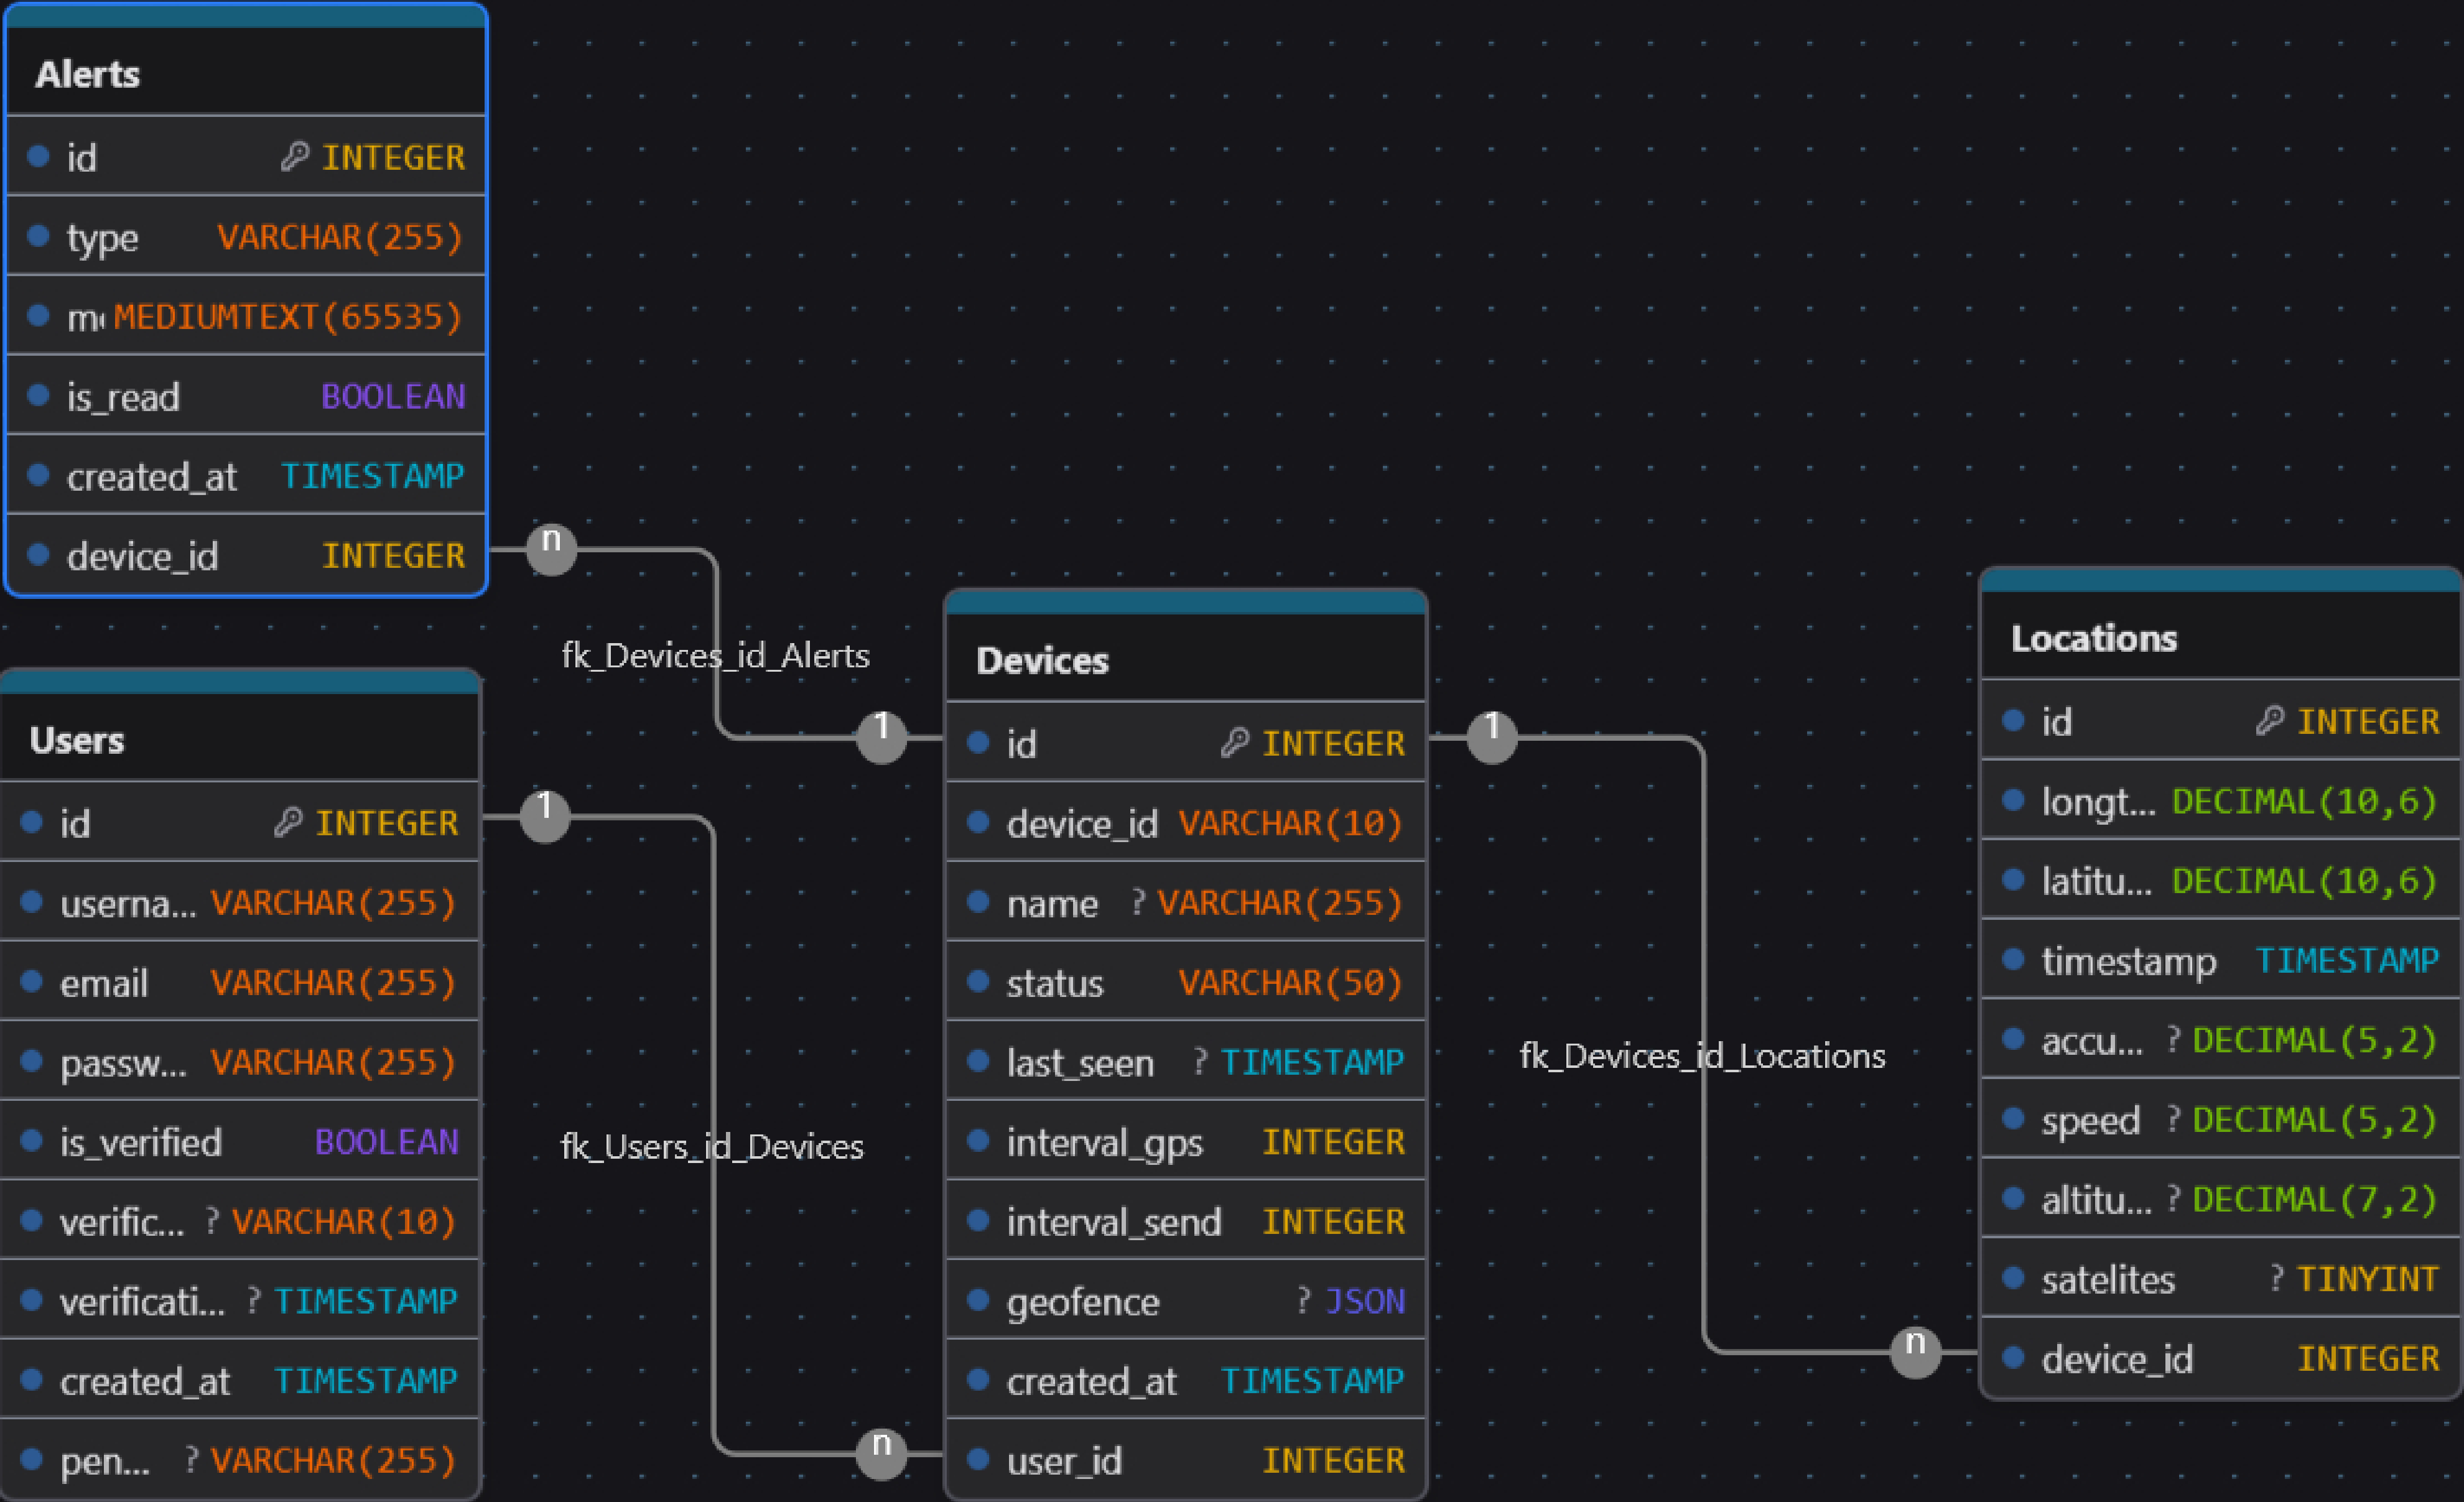 Alerts
id INTEGER
type VARCHAR(255)
MEDIUMTEXT(65535)
is_read BOOLEAN
created_at TIMESTAMP
device_id INTEGER
n
fk_Devices_id_Alerts
1
Users
id INTEGER
userna... VARCHAR(255)
email VARCHAR(255)
passw... VARCHAR(255)
is_verified BOOLEAN
verific... ? VARCHAR(10)
verificati... ? TIMESTAMP
created_at TIMESTAMP
pen... ? VARCHAR(255)
1
fk_Users_id_Devices
n
Devices
id INTEGER
device_id VARCHAR(10)
name ? VARCHAR(255)
status VARCHAR(50)
last_seen ? TIMESTAMP
interval_gps INTEGER
interval_send INTEGER
geofence ? JSON
created_at TIMESTAMP
user_id INTEGER
1
fk_Devices_id_Locations
n
Locations
id INTEGER
longt... DECIMAL(10,6)
latitu... DECIMAL(10,6)
timestamp TIMESTAMP
accu... ? DECIMAL(5,2)
speed ? DECIMAL(5,2)
altitu... ? DECIMAL(7,2)
satelites ? TINYINT
device_id INTEGER